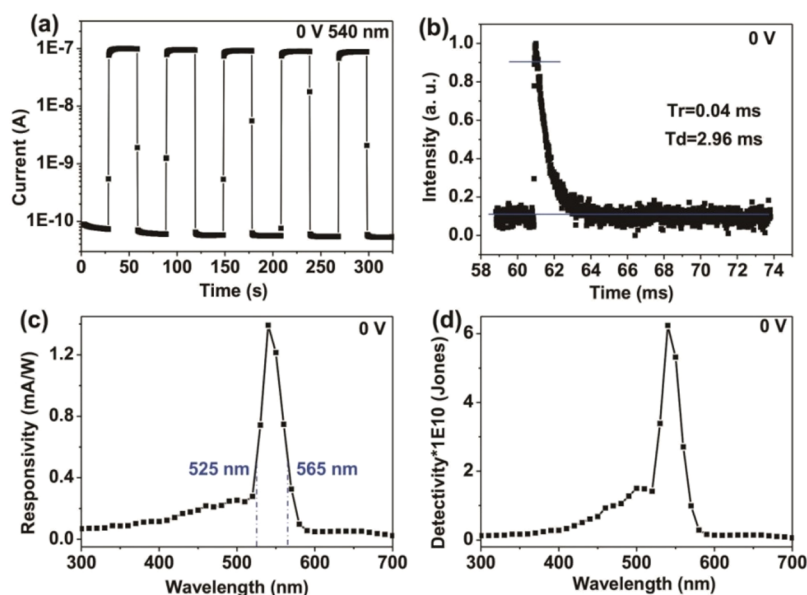 (a)
0 V 540 nm
1E-7
1E-8
1E-9
1E-10
Current (A)
0 50 100 150 200 250 300
Time (s)
(b)
0 V
1.0
0.8
0.6
0.4
0.2
0.0
Intensity (a. u.)
Tr=0.04 ms
Td=2.96 ms
58 60 62 64 66 68 70 72 74
Time (ms)
(c)
0 V
1.2
0.8
0.4
0.0
Responsivity (mA/W)
525 nm
565 nm
300 400 500 600 700
Wavelength (nm)
(d)
0 V
6
4
2
0
Detectivity*1E10 (Jones)
300 400 500 600 700
Wavelength (nm)